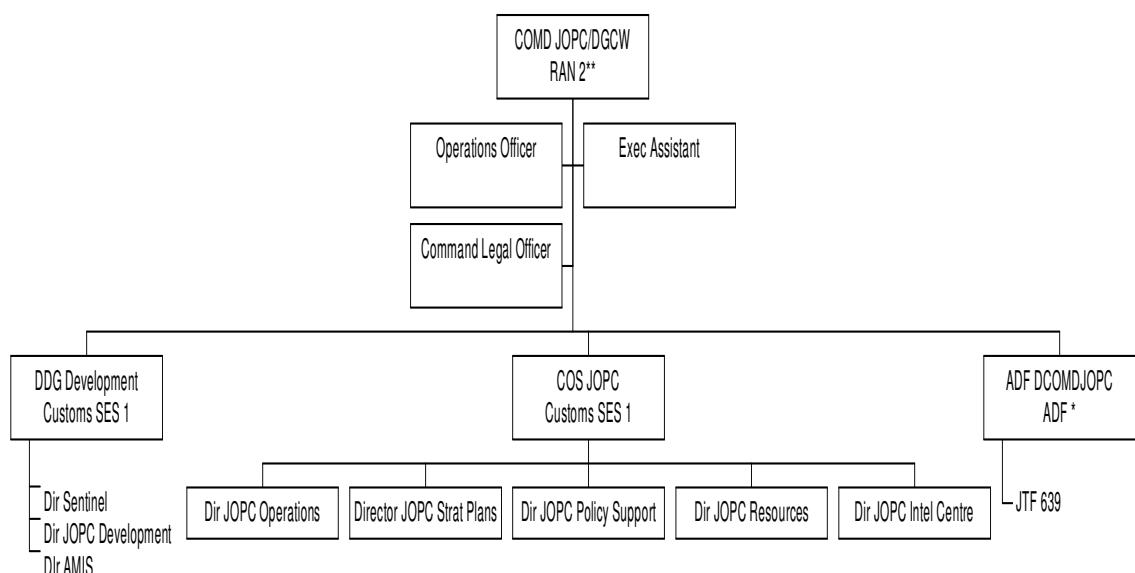 COMD JOPC/DGCW
RAN 2**
Operations Officer
Exec Assistant
Command Legal Officer
DDG Development
Customs SES 1
COS JOPC
Customs SES 1
ADF DCOMDJOPC
ADF *
Dir Sentinel
Dir JOPC Development
DIr AMIS
Dir JOPC Operations
Director JOPC Strat Plans
Dir JOPC Policy Support
Dir JOPC Resources
Dir JOPC Intel Centre
JTF 639